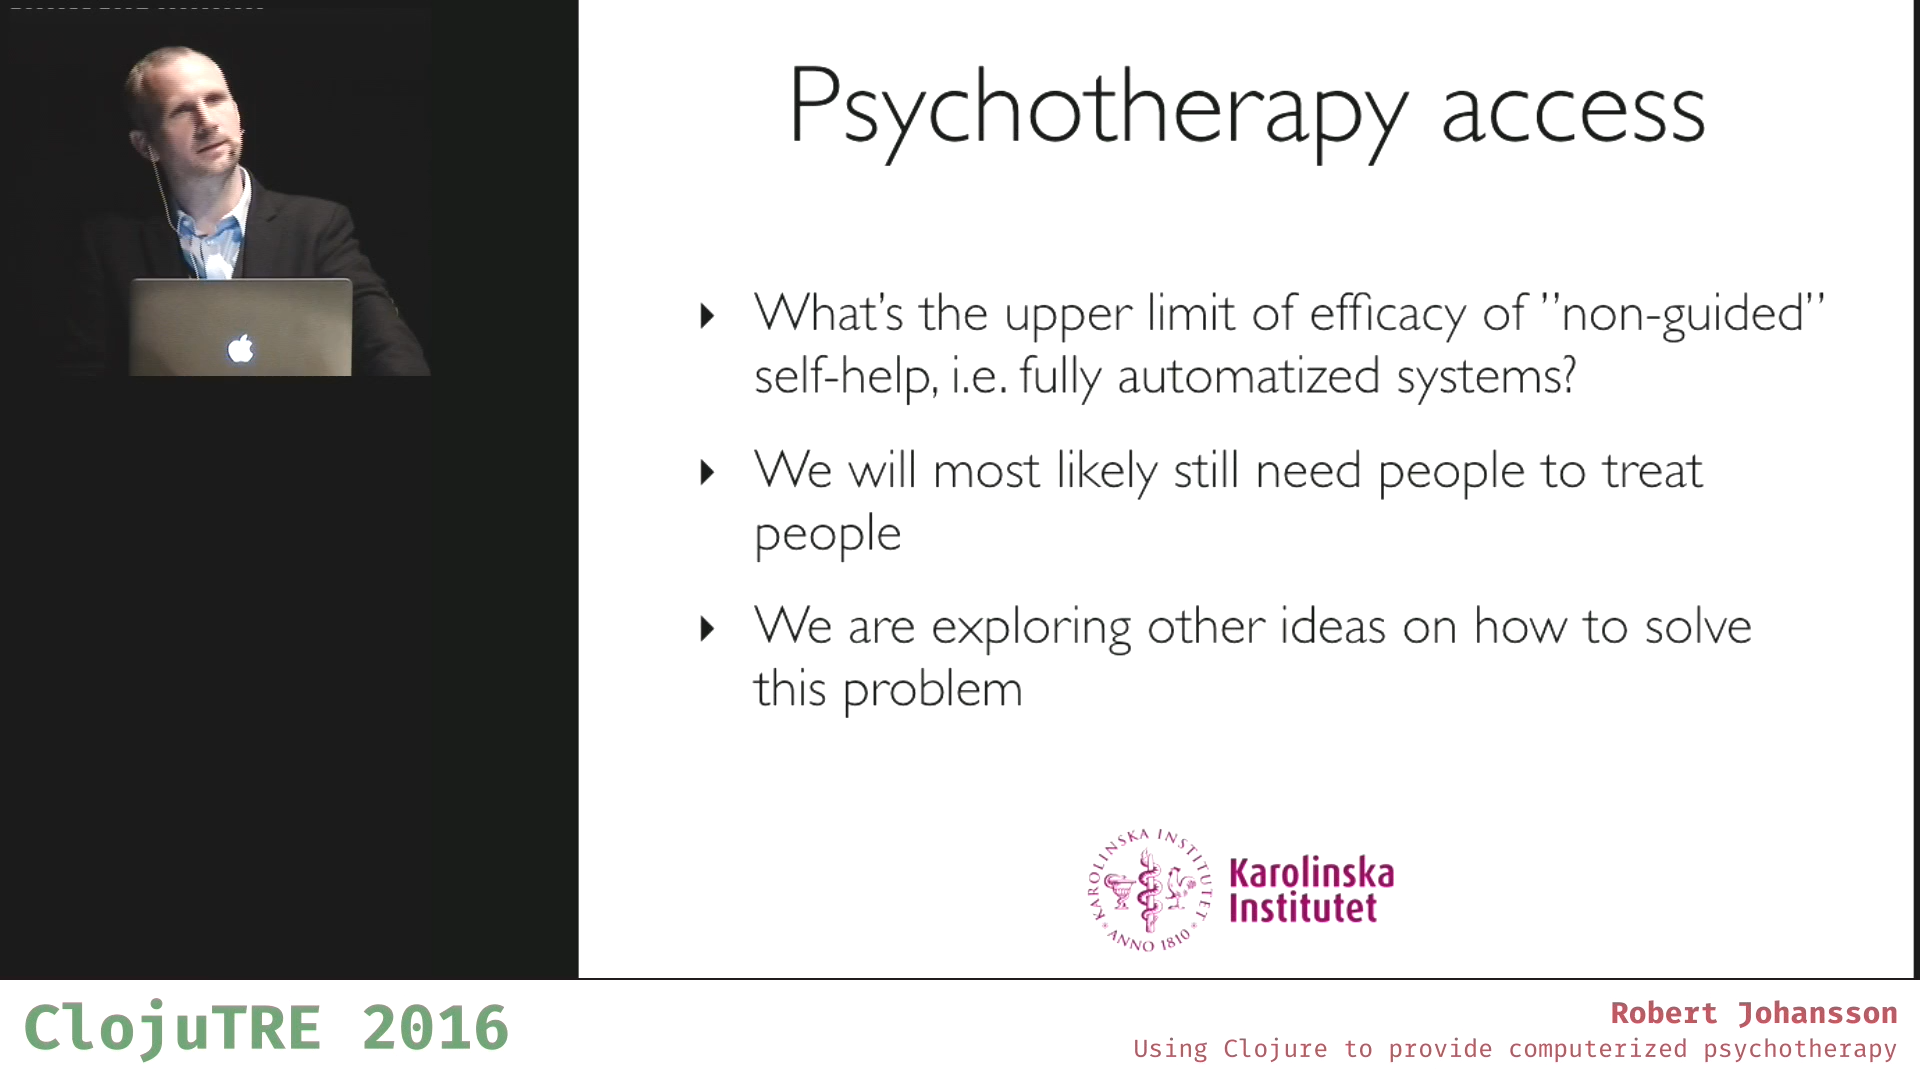 Psychotherapy access
What’s the upper limit of efficacy of ”non-guided”
self-help, i.e. fully automatized systems?
We will most likely still need people to treat
people
We are exploring other ideas on how to solve
this problem
KAROLINSKA INSTITUTET
ANNO 1810
Karolinska
Institutet
ClojuTRE 2016
Robert Johansson
Using Clojure to provide computerized psychotherapy